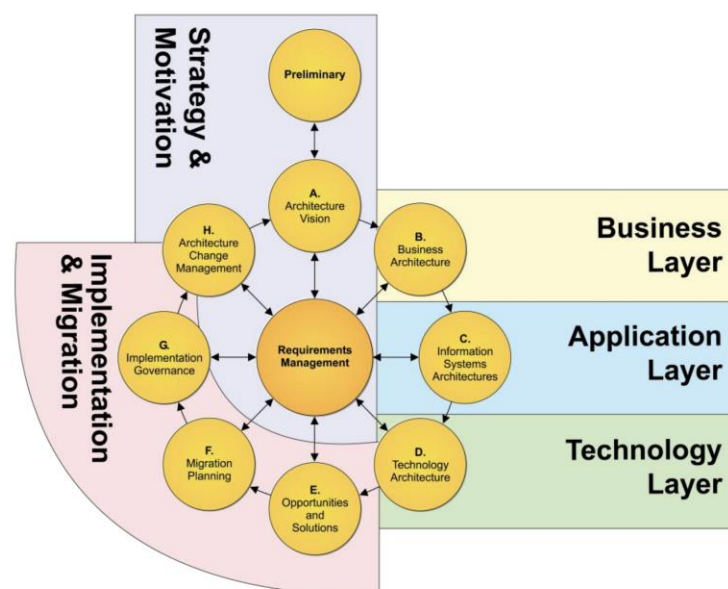 Strategy &
Motivation
Preliminary
A.
Architecture
Vision
H.
Architecture
Change
Management
B.
Business
Architecture
Business
Layer
Implementation
& Migration
G.
Implementation
Governance
Requirements
Management
C.
Information
Systems
Architectures
Application
Layer
F.
Migration
Planning
E.
Opportunities
and
Solutions
D.
Technology
Architecture
Technology
Layer